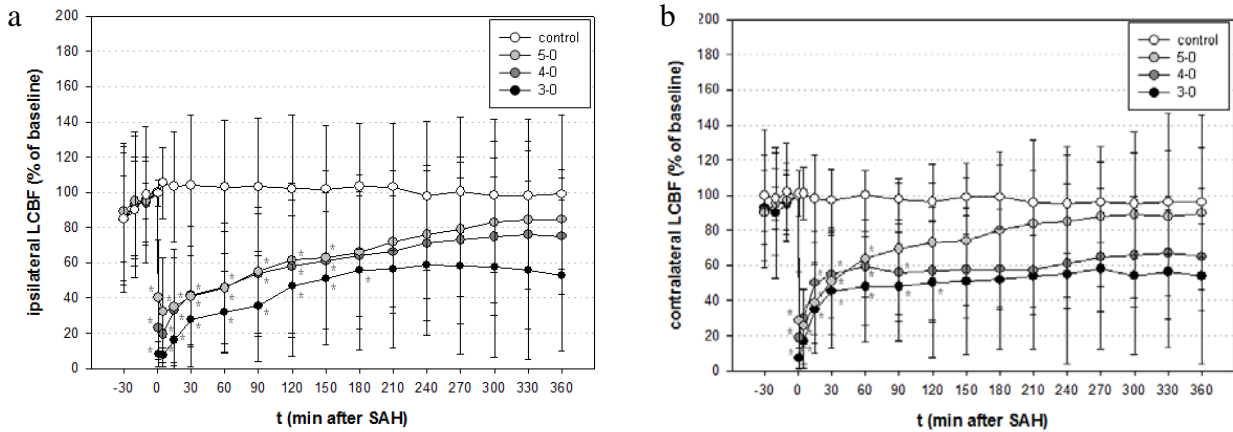 a
ipsilateral LCBF (% of baseline)
200
180
160
140
120
100
80
60
40
20
0
control
5-0
4-0
3-0
* * * * * * * * * * * * * * * * * * * * * * * *
-30 0 30 60 90 120 150 180 210 240 270 300 330 360
t (min after SAH)
b
contralateral LCBF (% of baseline)
200
180
160
140
120
100
80
60
40
20
0
control
5-0
4-0
3-0
* * * * * * * * * * * * * * * * * *
-30 0 30 60 90 120 150 180 210 240 270 300 330 360
t (min after SAH)